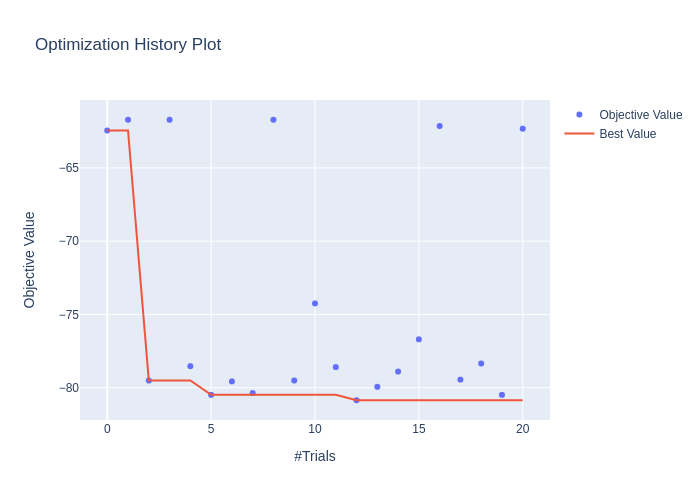 Optimization History Plot
Objective Value
Best Value
−65
−70
−75
−80
Objective Value
0
5
10
15
20
#Trials